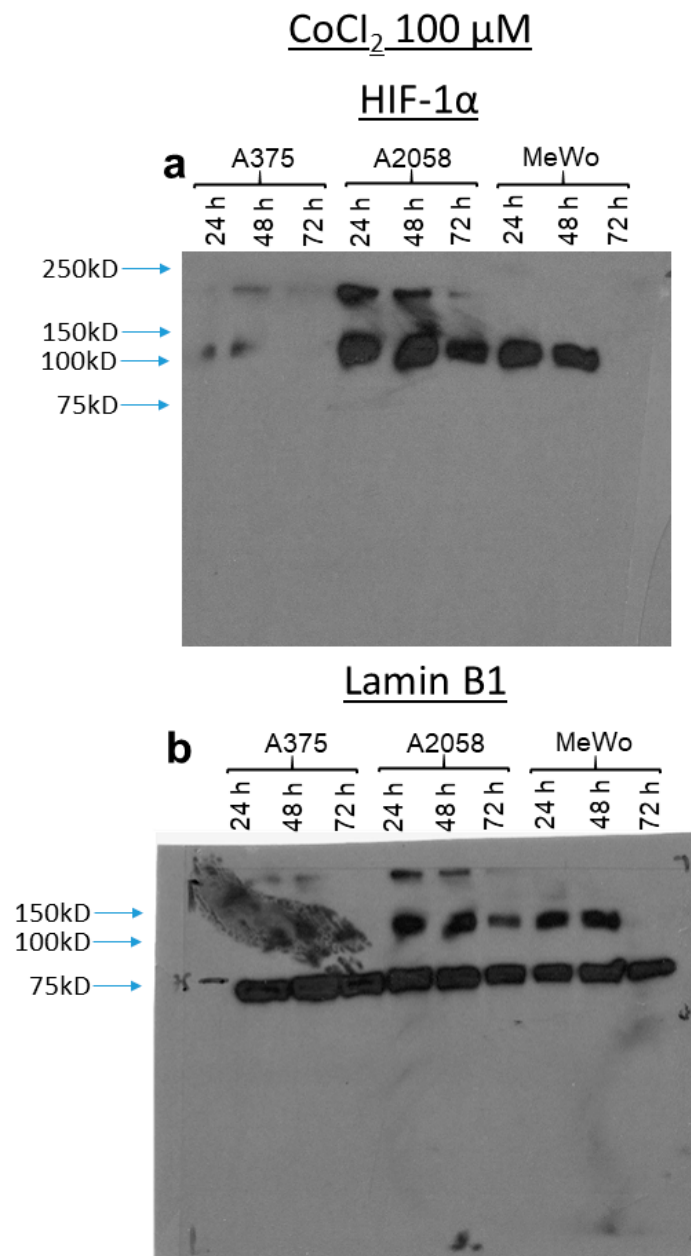 CoCl₂ 100 µM
HIF-1α
a
A375 A2058 MeWo
24 h 48 h 72 h 24 h 48 h 72 h 24 h 48 h 72 h
250kD
150kD
100kD
75kD
Lamin B1
b
A375 A2058 MeWo
24 h 48 h 72 h 24 h 48 h 72 h 24 h 48 h 72 h
150kD
100kD
75kD